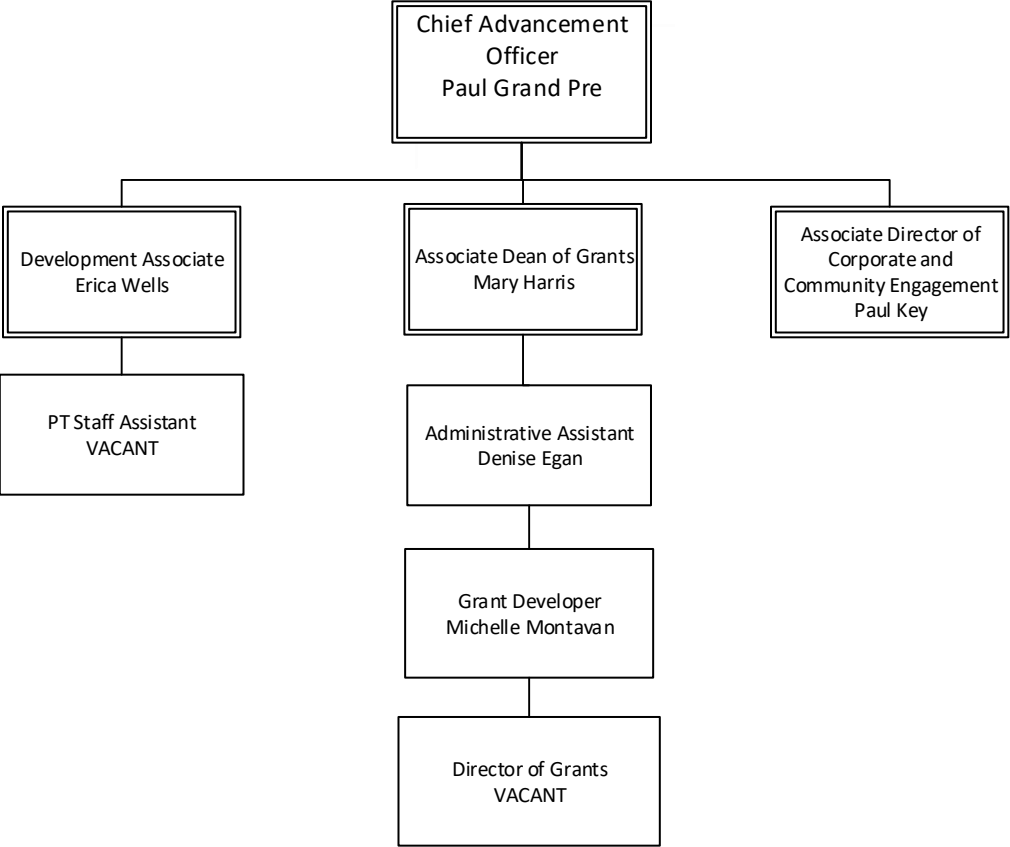 Chief Advancement
Officer
Paul Grand Pre
Development Associate
Erica Wells
Associate Dean of Grants
Mary Harris
Associate Director of
Corporate and
Community Engagement
Paul Key
PT Staff Assistant
VACANT
Administrative Assistant
Denise Egan
Grant Developer
Michelle Montavan
Director of Grants
VACANT